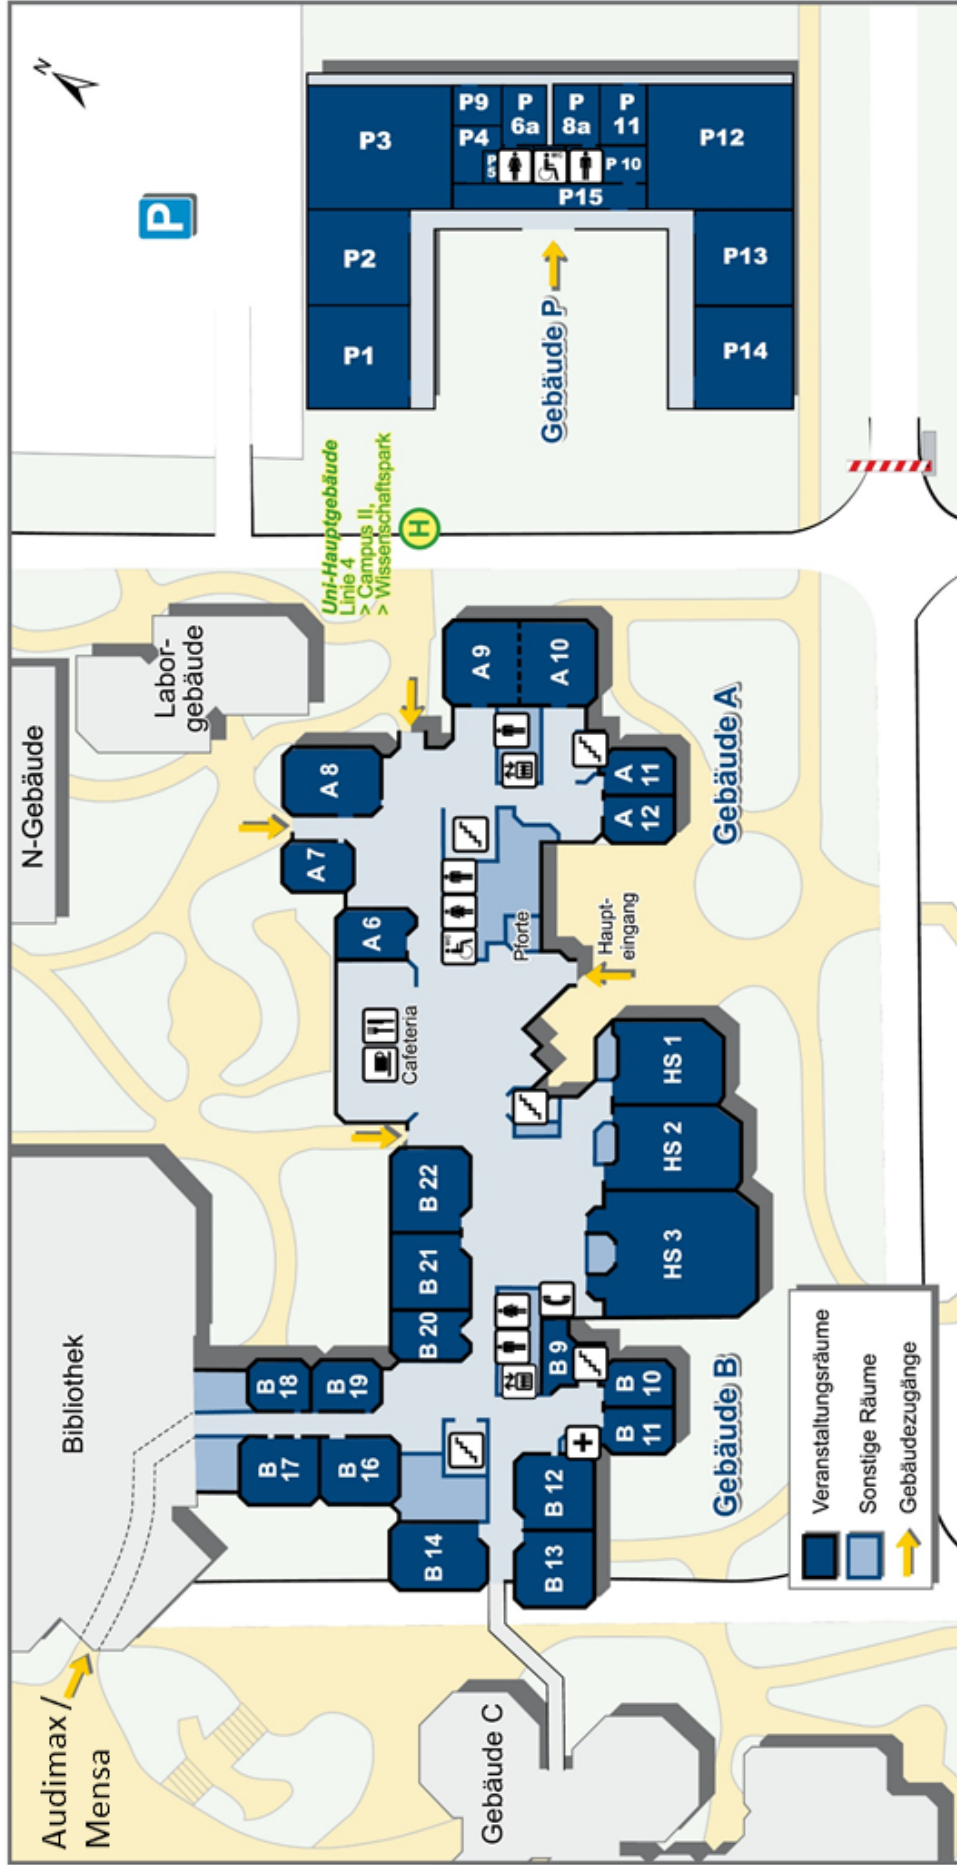 N
P
P3
P9
P4
P
5
P
6a
P
8a
P
11
P 10
P15
P12
P2
P13
P1
P14
Gebäude P
Uni-Hauptgebäude
Linie 4
> Campus II,
> Wissenschaftspark
H
N-Gebäude
Labor-
gebäude
A 8
A 7
A 6
A 9
A 10
A
11
A
12
Gebäude A
Pforte
Haupt-
eingang
Cafeteria
HS 1
HS 2
HS 3
B 22
B 21
B 20
B
19
B
18
B
17
B
16
B 14
B 9
B
10
B
11
B 12
B 13
Gebäude B
Bibliothek
Audimax /
Mensa
Gebäude C
Veranstaltungsräume
Sonstige Räume
Gebäudezugänge